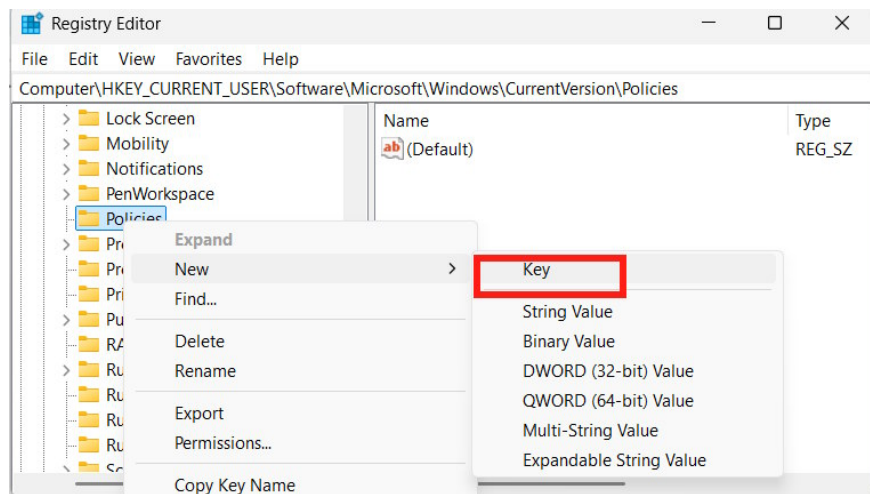 Registry Editor
File Edit View Favorites Help
Computer\HKEY_CURRENT_USER\Software\Microsoft\Windows\CurrentVersion\Policies
Lock Screen
Mobility
Notifications
PenWorkspace
Policies
Name Type
ab (Default) REG_SZ
Expand
New
Find...
Delete
Rename
Export
Permissions...
Copy Key Name
Key
String Value
Binary Value
DWORD (32-bit) Value
QWORD (64-bit) Value
Multi-String Value
Expandable String Value